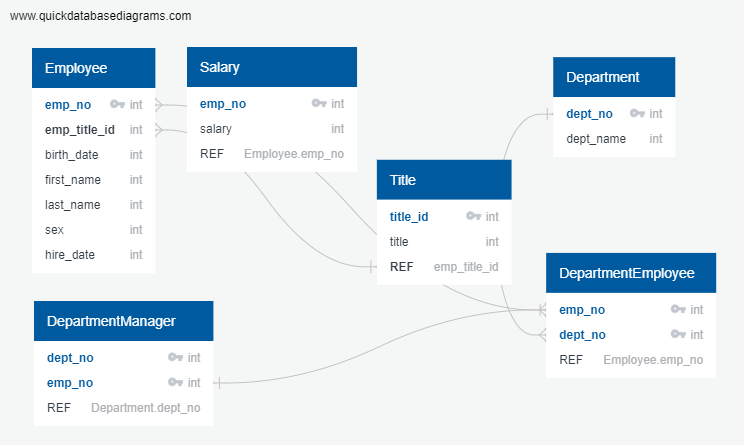 www.quickdatabasediagrams.com
Employee
emp_no int
emp_title_id int
birth_date int
first_name int
last_name int
sex int
hire_date int
Salary
emp_no int
salary int
REF Employee.emp_no
Department
dept_no int
dept_name int
Title
title_id int
title int
REF emp_title_id
DepartmentEmployee
emp_no int
dept_no int
REF Employee.emp_no
DepartmentManager
dept_no int
emp_no int
REF Department.dept_no